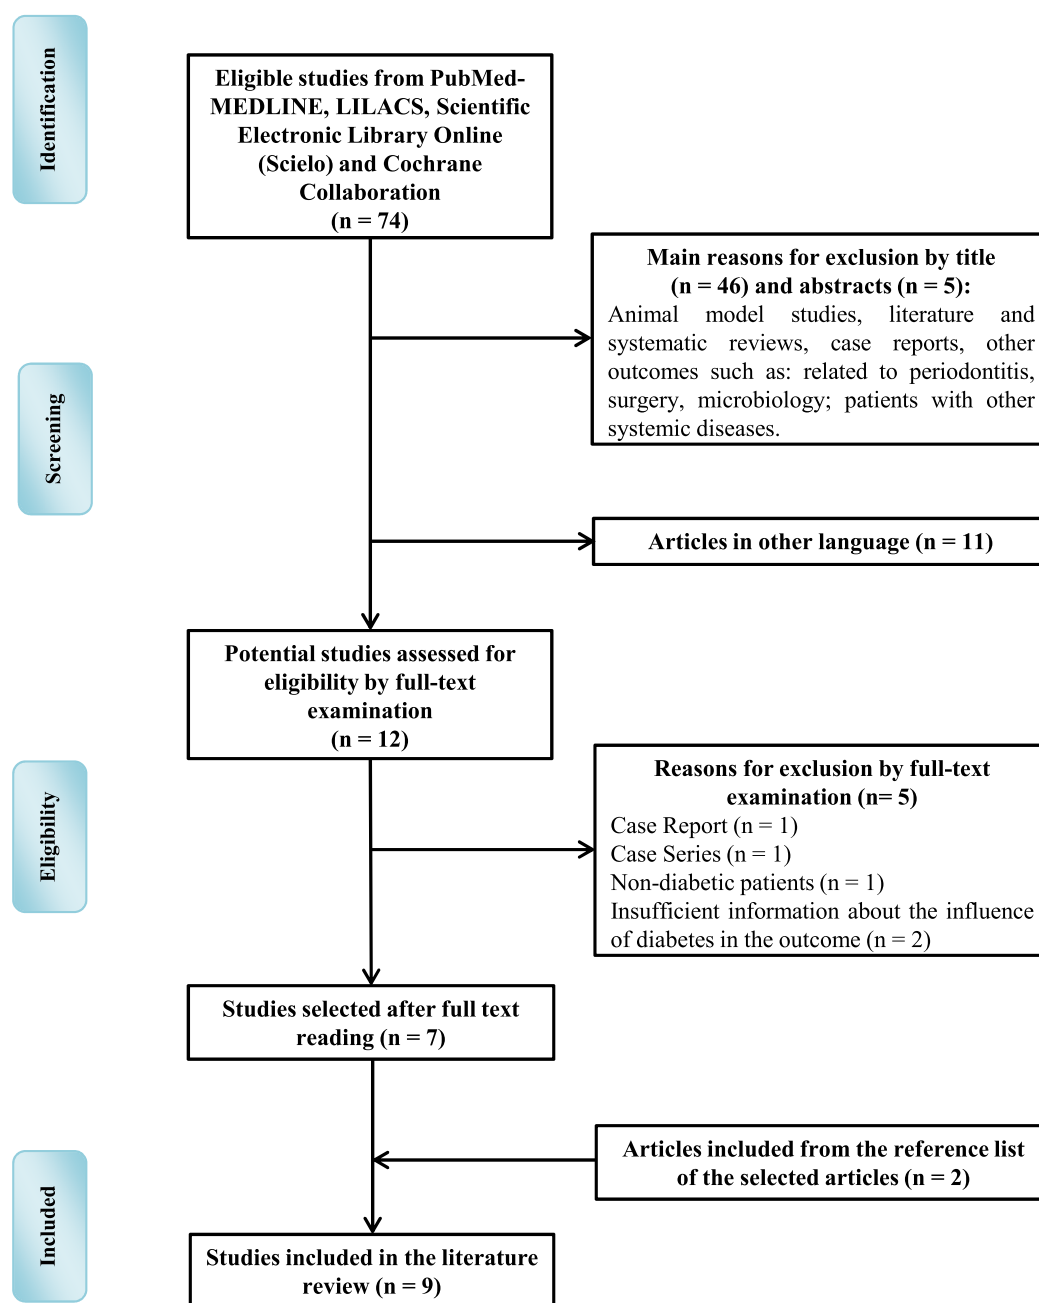 Identification
Eligible studies from PubMed-
MEDLINE, LILACS, Scientific
Electronic Library Online
(Scielo) and Cochrane
Collaboration
(n = 74)
Main reasons for exclusion by title
(n = 46) and abstracts (n = 5):
Animal model studies, literature and
systematic reviews, case reports, other
outcomes such as: related to periodontitis,
surgery, microbiology; patients with other
systemic diseases.
Screening
Articles in other language (n = 11)
Potential studies assessed for
eligibility by full-text
examination
(n = 12)
Eligibility
Reasons for exclusion by full-text
examination (n= 5)
Case Report (n = 1)
Case Series (n = 1)
Non-diabetic patients (n = 1)
Insufficient information about the influence
of diabetes in the outcome (n = 2)
Studies selected after full text
reading (n = 7)
Articles included from the reference list
of the selected articles (n = 2)
Included
Studies included in the literature
review (n = 9)